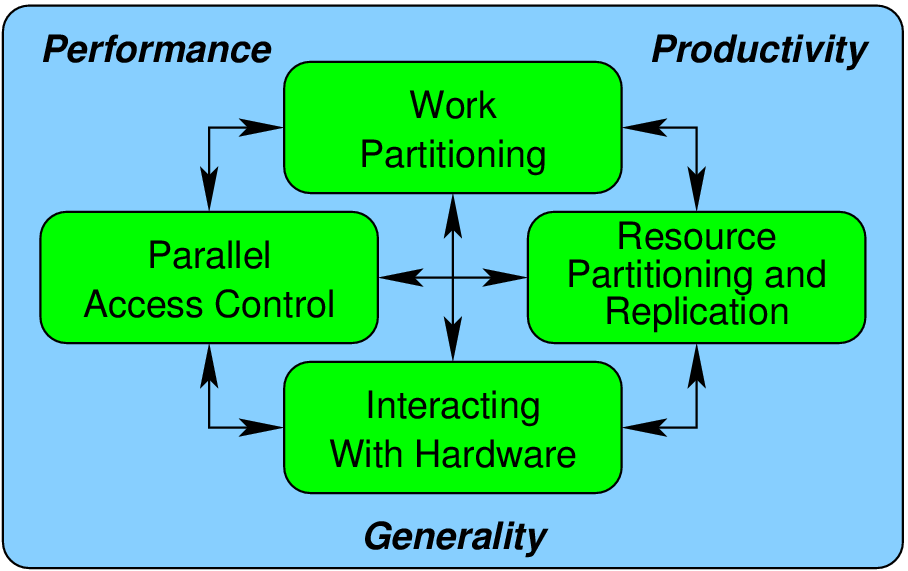 Performance
Productivity
Work
Partitioning
Parallel
Access Control
Resource
Partitioning and
Replication
Interacting
With Hardware
Generality